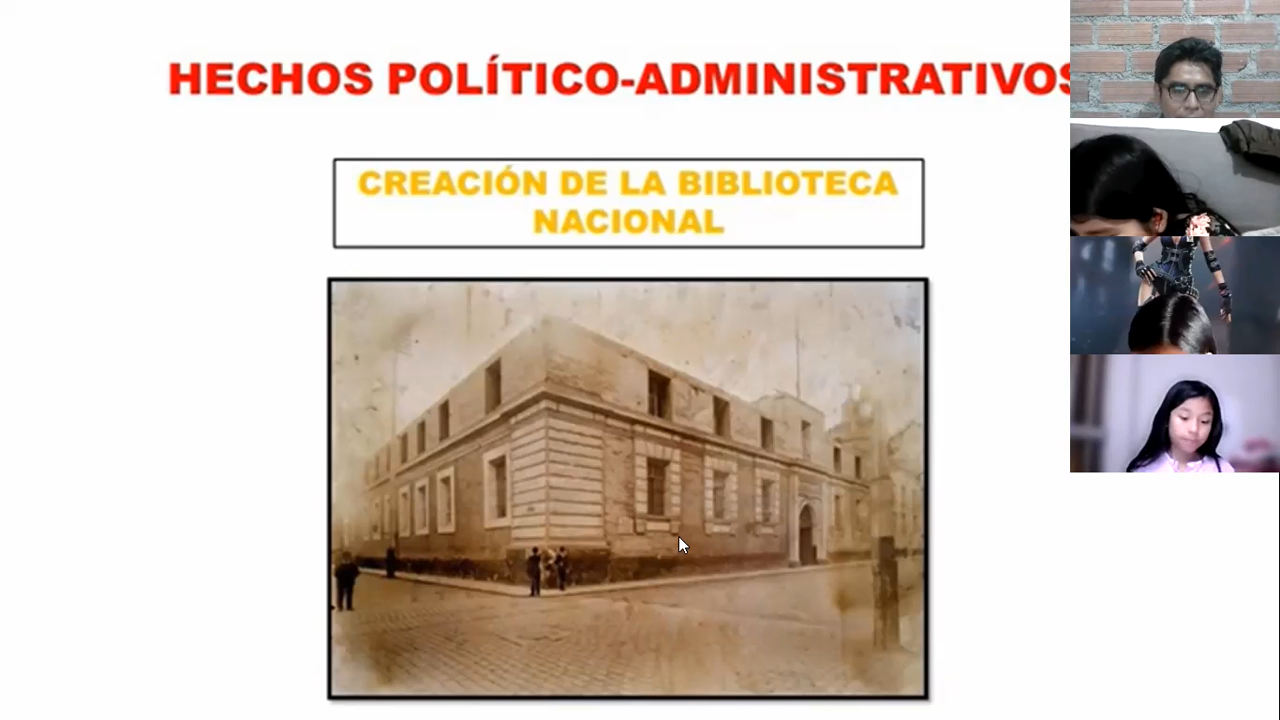 HECHOS POLÍTICO-ADMINISTRATIVOS
CREACIÓN DE LA BIBLIOTECA
NACIONAL